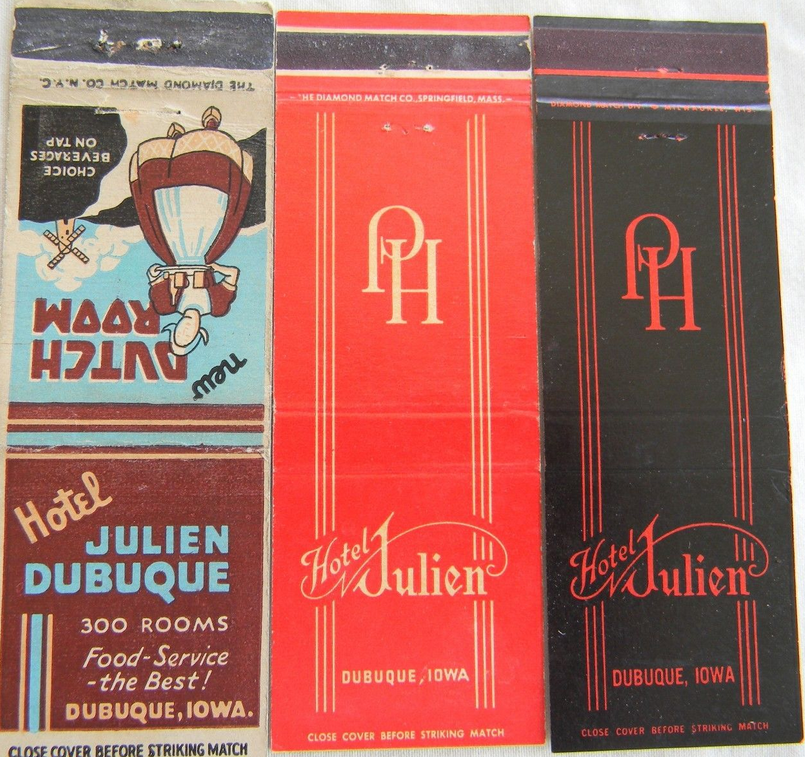 THE DIAMOND MATCH CO. N.Y.C.
new
DUTCH
ROOM
CHOICE
BEVERAGES
ON TAP
Hotel
JULIEN
DUBUQUE
300 ROOMS
Food-Service
-the Best!
DUBUQUE, IOWA.
CLOSE COVER BEFORE STRIKING MATCH
HE DIAMOND MATCH CO. SPRINGFIELD, MASS.
PH
Hotel Julien
DUBUQUE, IOWA
CLOSE COVER BEFORE STRIKING MATCH
PH
Hotel Julien
DUBUQUE, IOWA
CLOSE COVER BEFORE STRIKING MATCH